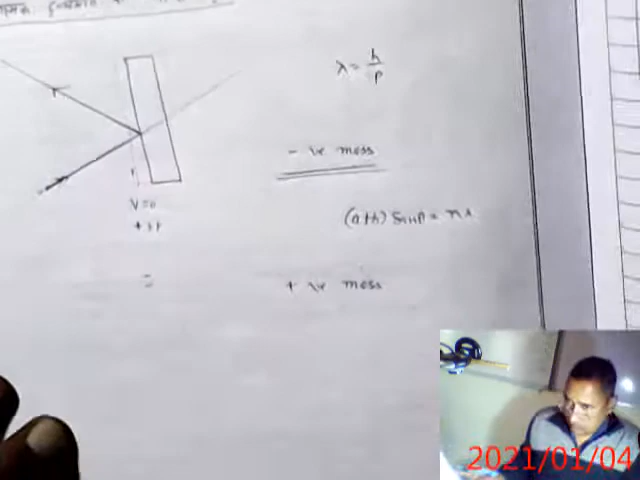 λ = h/p
- ve mass
V=0
(a+b) Sinθ = nλ
+ ve mass
2021/01/04